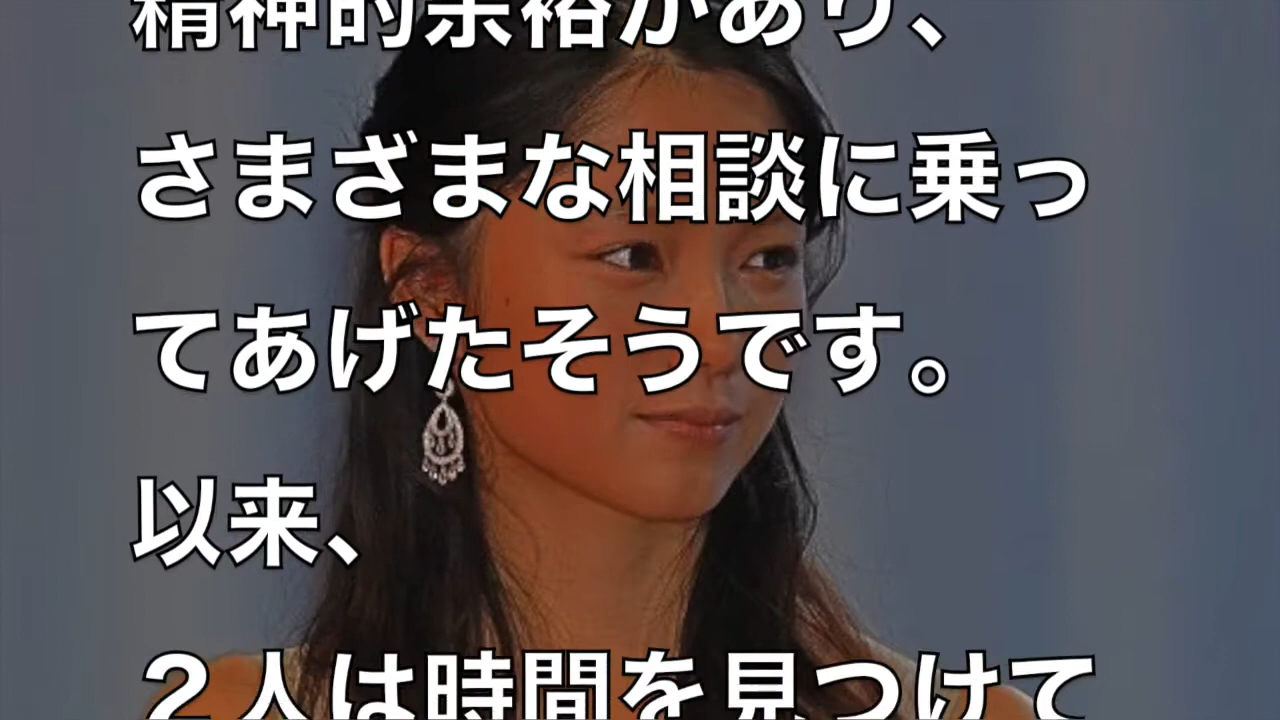 精神的余裕があり、
さまざまな相談に乗っ
てあげたそうです。
以来、
２人は時間を見つけて